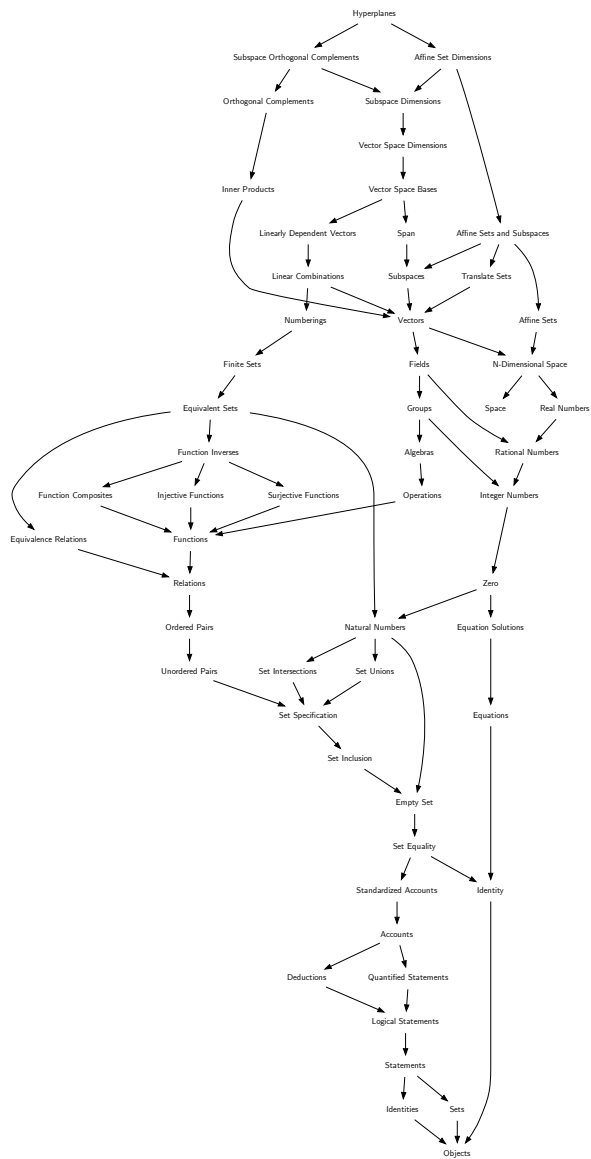 Hyperplanes
Subspace Orthogonal Complements
Affine Set Dimensions
Orthogonal Complements
Subspace Dimensions
Vector Space Dimensions
Inner Products
Vector Space Bases
Linearly Dependent Vectors
Span
Affine Sets and Subspaces
Linear Combinations
Subspaces
Translate Sets
Numberings
Vectors
Affine Sets
Finite Sets
Fields
N-Dimensional Space
Equivalent Sets
Groups
Space
Real Numbers
Function Inverses
Algebras
Rational Numbers
Function Composites
Injective Functions
Surjective Functions
Operations
Integer Numbers
Equivalence Relations
Functions
Relations
Zero
Ordered Pairs
Natural Numbers
Equation Solutions
Unordered Pairs
Set Intersections
Set Unions
Set Specification
Equations
Set Inclusion
Empty Set
Set Equality
Standardized Accounts
Identity
Accounts
Deductions
Quantified Statements
Logical Statements
Statements
Identities
Sets
Objects